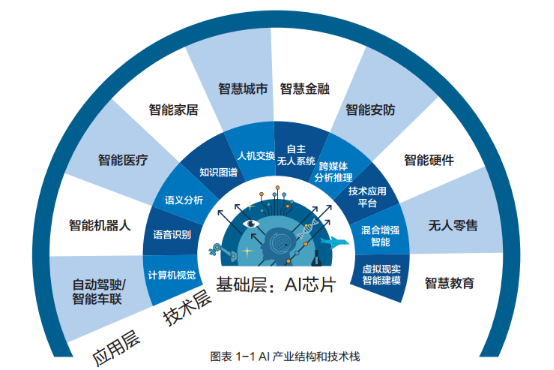 智慧城市
智慧金融
智能家居
智能安防
智能医疗
智能硬件
智能机器人
无人零售
自动驾驶/
智能车联
智慧教育
人机交换
自主
无人系统
知识图谱
跨媒体
分析推理
语义分析
技术应用
平台
语音识别
混合增强
智能
计算机视觉
虚拟现实
智能建模
基础层：AI芯片
技术层
应用层
图表 1-1 AI 产业结构和技术栈